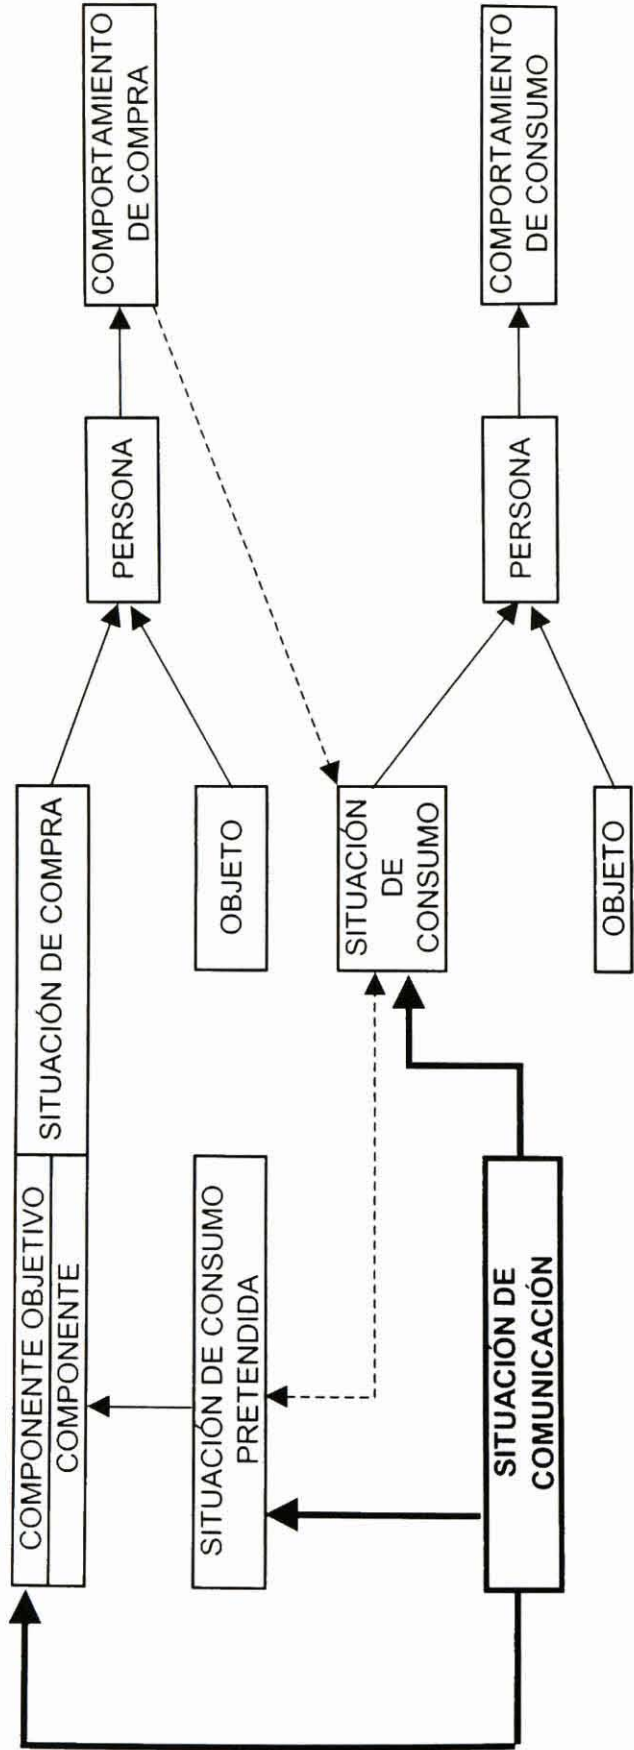 COMPONENTE OBJETIVO
COMPONENTE
SITUACIÓN DE COMPRA
PERSONA
COMPORTAMIENTO
DE COMPRA
SITUACIÓN DE CONSUMO
PRETENDIDA
OBJETO
SITUACIÓN
DE
CONSUMO
SITUACIÓN DE
COMUNICACIÓN
PERSONA
COMPORTAMIENTO
DE CONSUMO
OBJETO